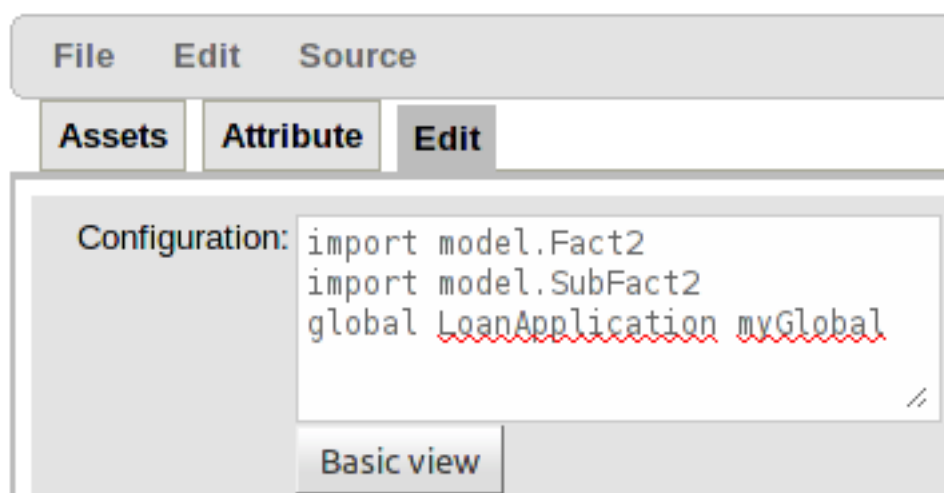 File Edit Source
Assets Attribute Edit
Configuration:
import model.Fact2
import model.SubFact2
global LoanApplication myGlobal
Basic view